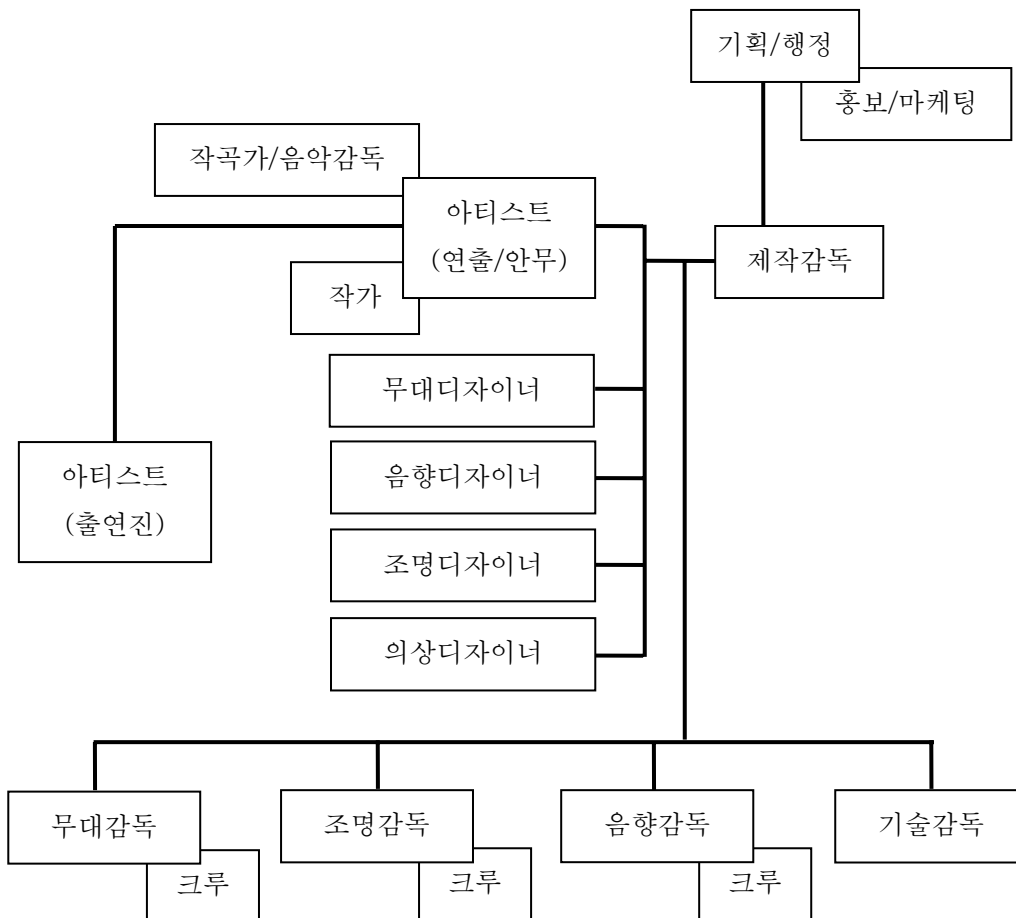 기획/행정
홍보/마케팅
작곡가/음악감독
아티스트
(연출/안무)
제작감독
작가
무대디자이너
아티스트
(출연진)
음향디자이너
조명디자이너
의상디자이너
무대감독
조명감독
음향감독
기술감독
크루
크루
크루